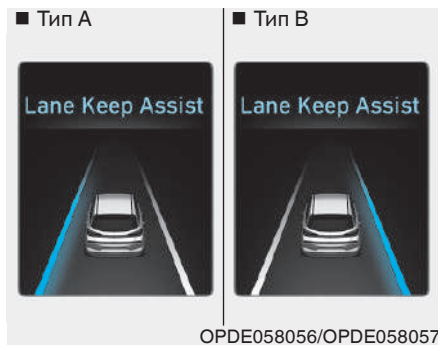 ■ Тип A
Lane Keep Assist
■ Тип B
Lane Keep Assist
OPDE058056/OPDE058057